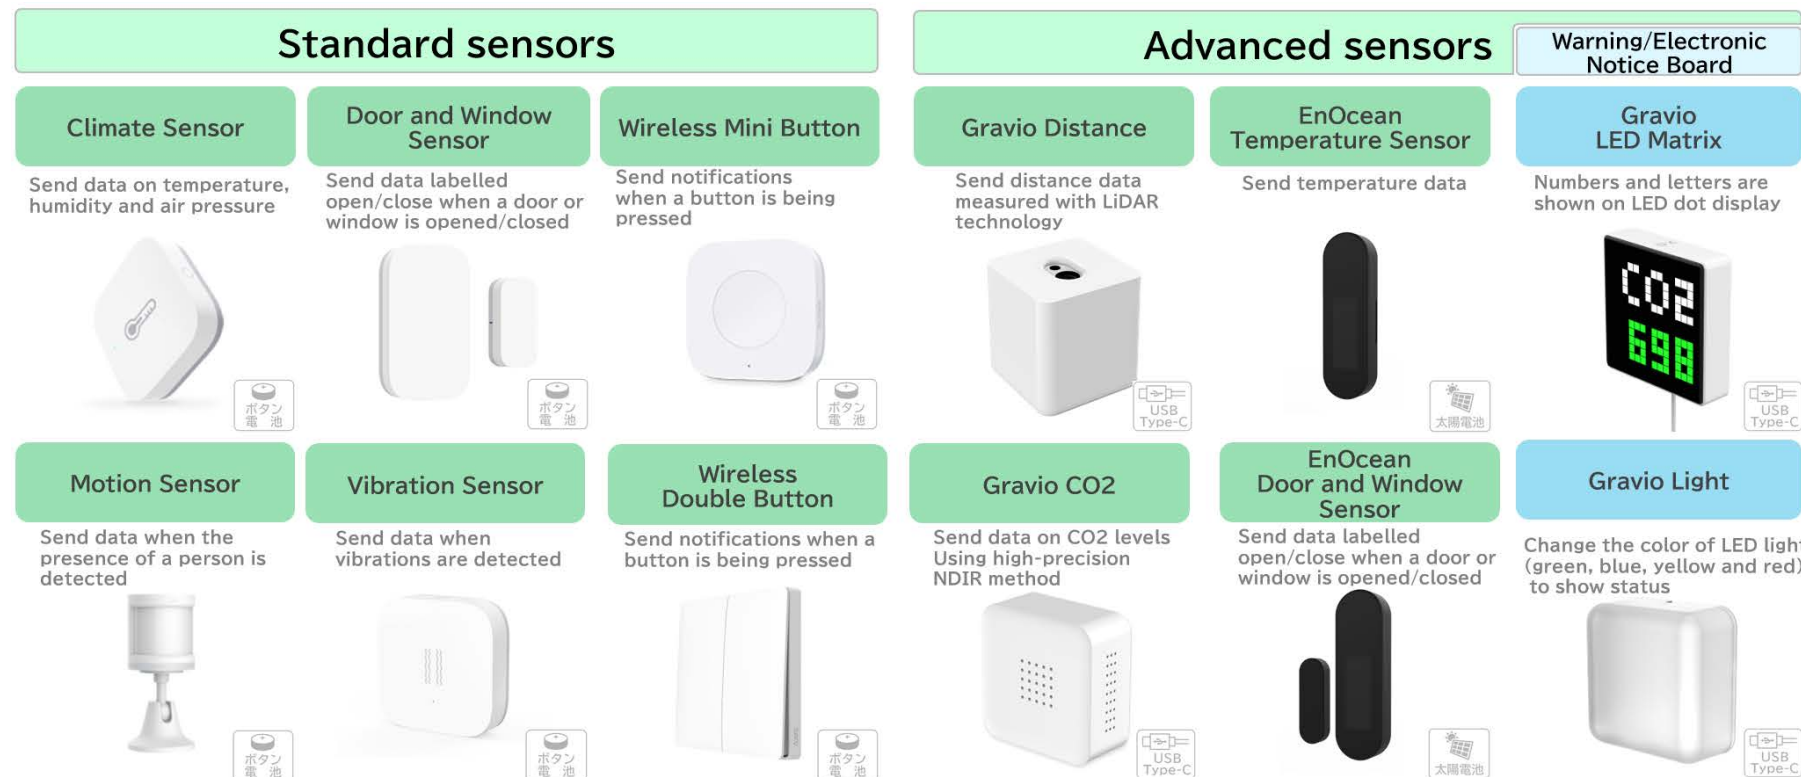 Standard sensors
Advanced sensors
Warning/Electronic
Notice Board
Climate Sensor
Send data on temperature,
humidity and air pressure
ボタン
電 池
Door and Window
Sensor
Send data labelled
open/close when a door or
window is opened/closed
ボタン
電 池
Wireless Mini Button
Send notifications
when a button is being
pressed
ボタン
電 池
Gravio Distance
Send distance data
measured with LiDAR
technology
USB
Type-C
EnOcean
Temperature Sensor
Send temperature data
太陽電池
Gravio
LED Matrix
Numbers and letters are
shown on LED dot display
CO2
698
USB
Type-C
Motion Sensor
Send data when the
presence of a person is
detected
ボタン
電 池
Vibration Sensor
Send data when
vibrations are detected
ボタン
電 池
Wireless
Double Button
Send notifications when a
button is being pressed
ボタン
電 池
Gravio CO2
Send data on CO2 levels
Using high-precision
NDIR method
USB
Type-C
EnOcean
Door and Window
Sensor
Send data labelled
open/close when a door or
window is opened/closed
太陽電池
Gravio Light
Change the color of LED light
(green, blue, yellow and red)
to show status
USB
Type-C